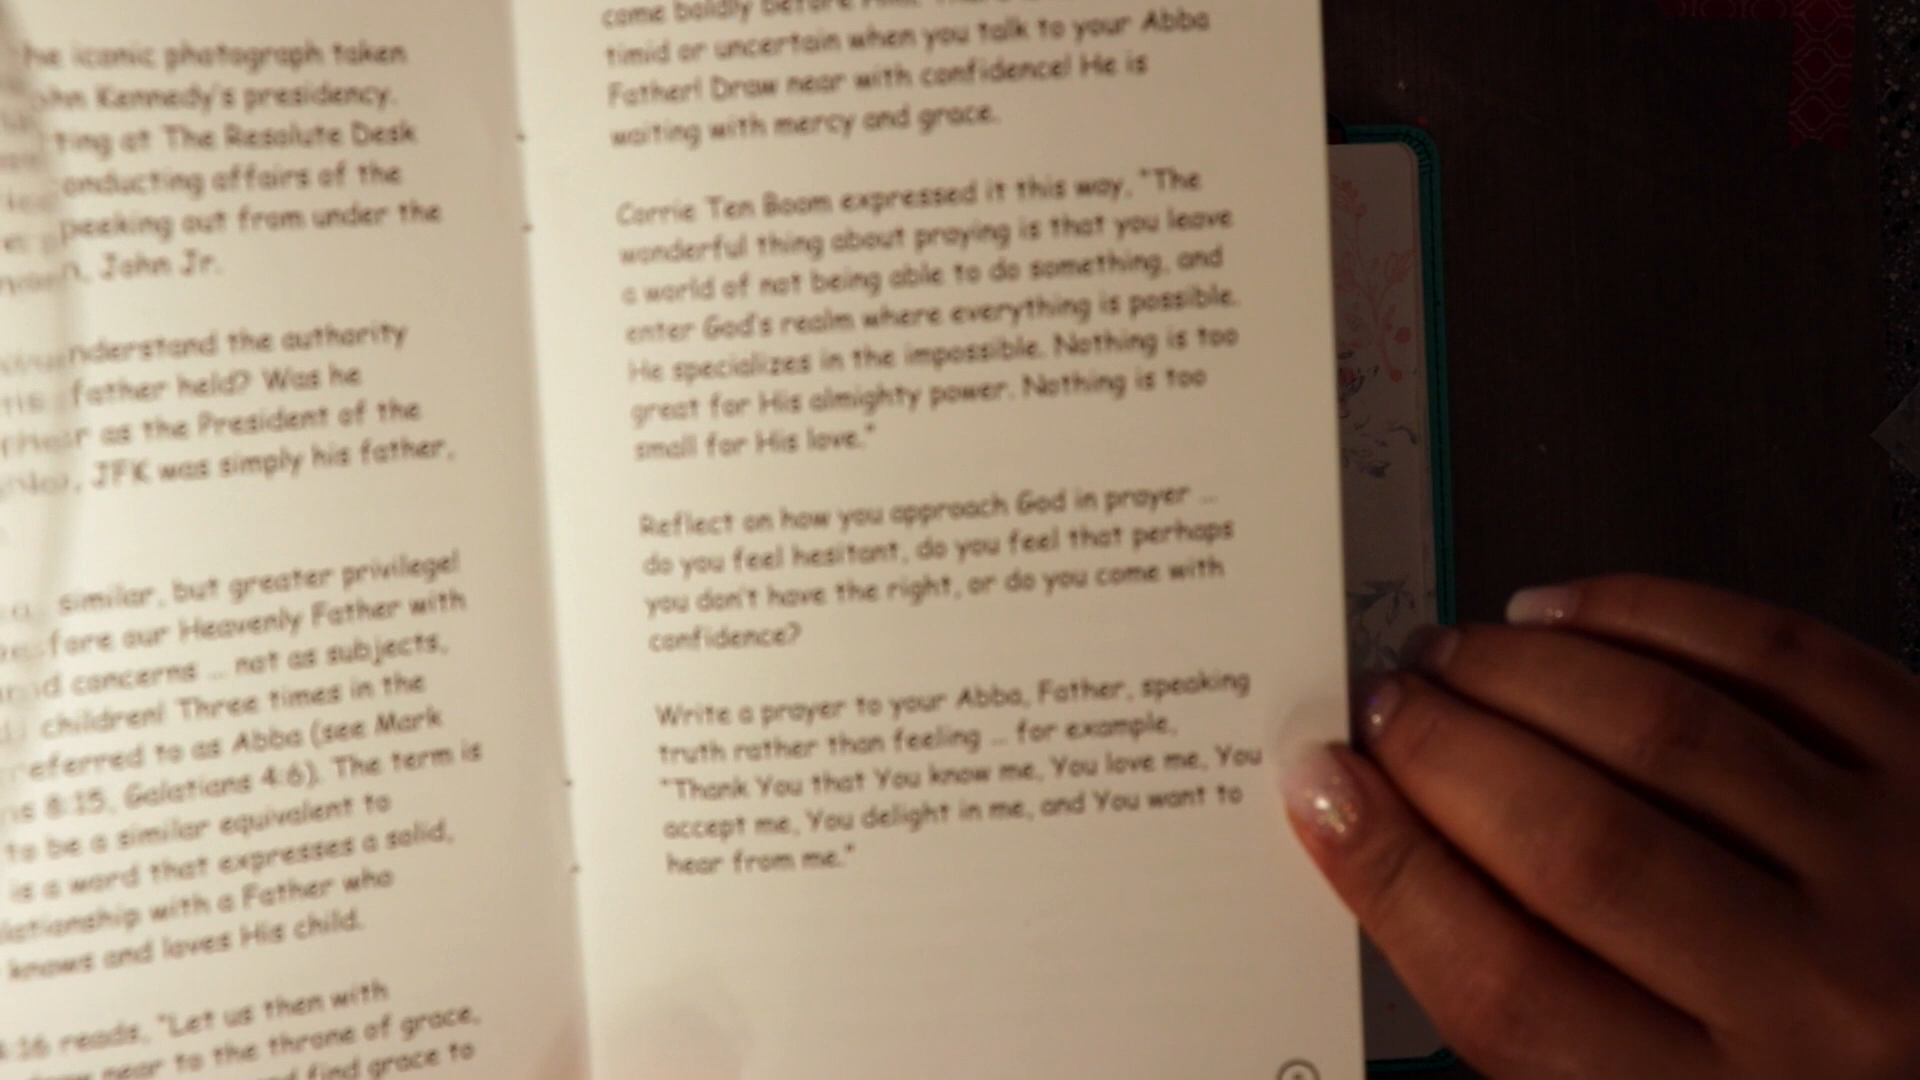 he iconic photograph taken
Kennedy's presidency.
ting at The Resolute Desk
onducting affairs of the
peeking out from under the
John Jr.
nderstand the authority
father held? Was he
as the President of the
JFK was simply his father,
similar, but greater privilege!
fore our Heavenly Father with
concerns ... not as subjects,
children! Three times in the
eferred to as Abba (see Mark
8:15, Galatians 4:6). The term is
to be a similar equivalent to
is a word that expresses a solid,
lationship with a Father who
knows and loves His child.
:16 reads, "Let us then with
near to the throne of grace,
find grace to
come boldly before
timid or uncertain when you talk to your Abba
Father! Draw near with confidence! He is
waiting with mercy and grace.
Corrie Ten Boom expressed it this way, "The
wonderful thing about praying is that you leave
a world of not being able to do something, and
enter God's realm where everything is possible.
He specializes in the impossible. Nothing is too
great for His almighty power. Nothing is too
small for His love."
Reflect on how you approach God in prayer ...
do you feel hesitant, do you feel that perhaps
you don't have the right, or do you come with
confidence?
Write a prayer to your Abba, Father, speaking
truth rather than feeling ... for example,
"Thank You that You know me, You love me, You
accept me, You delight in me, and You want to
hear from me."